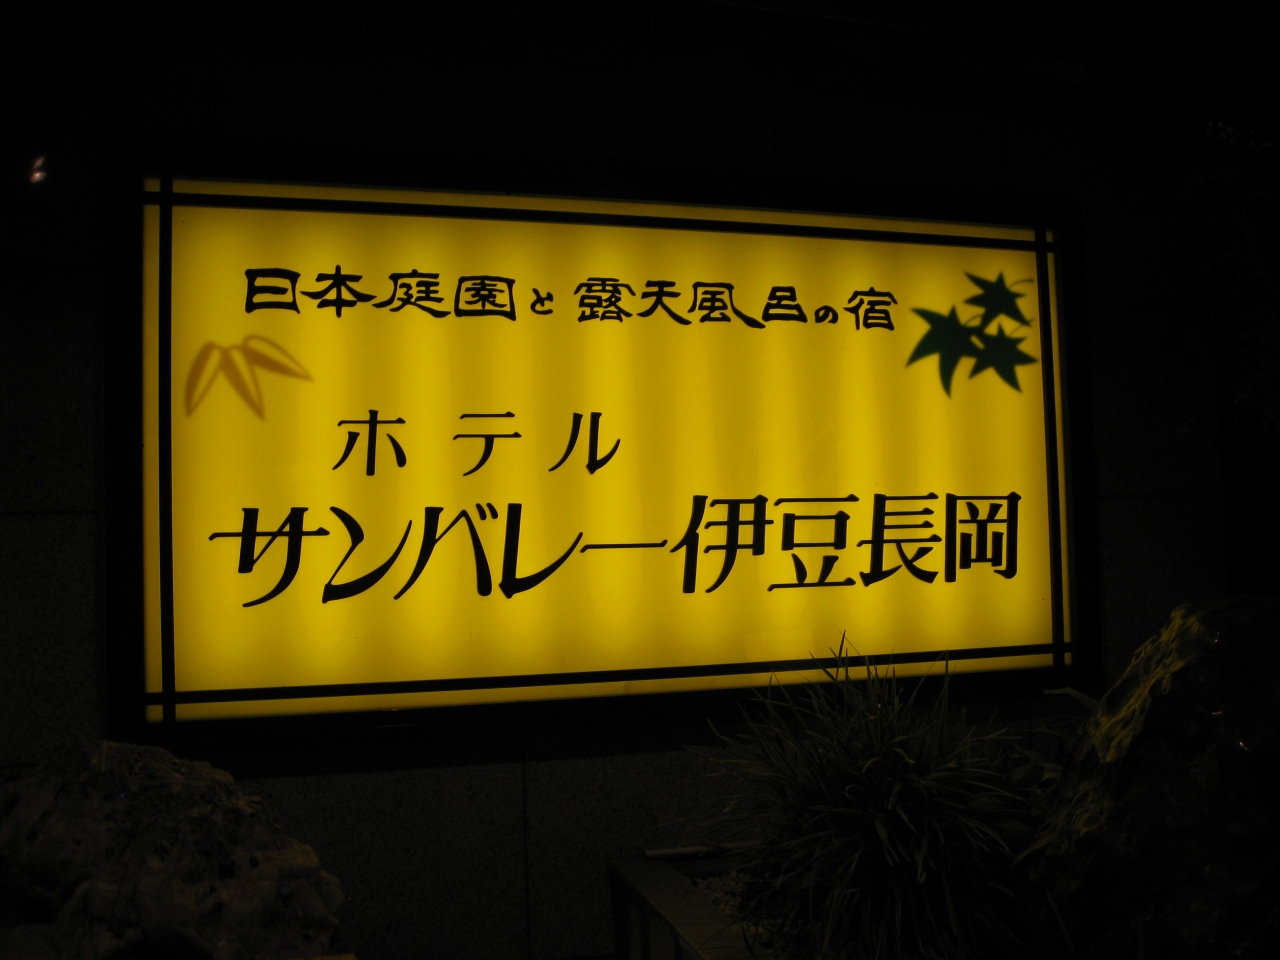 日本庭園と露天風呂の宿
ホテル
サンバレー伊豆長岡